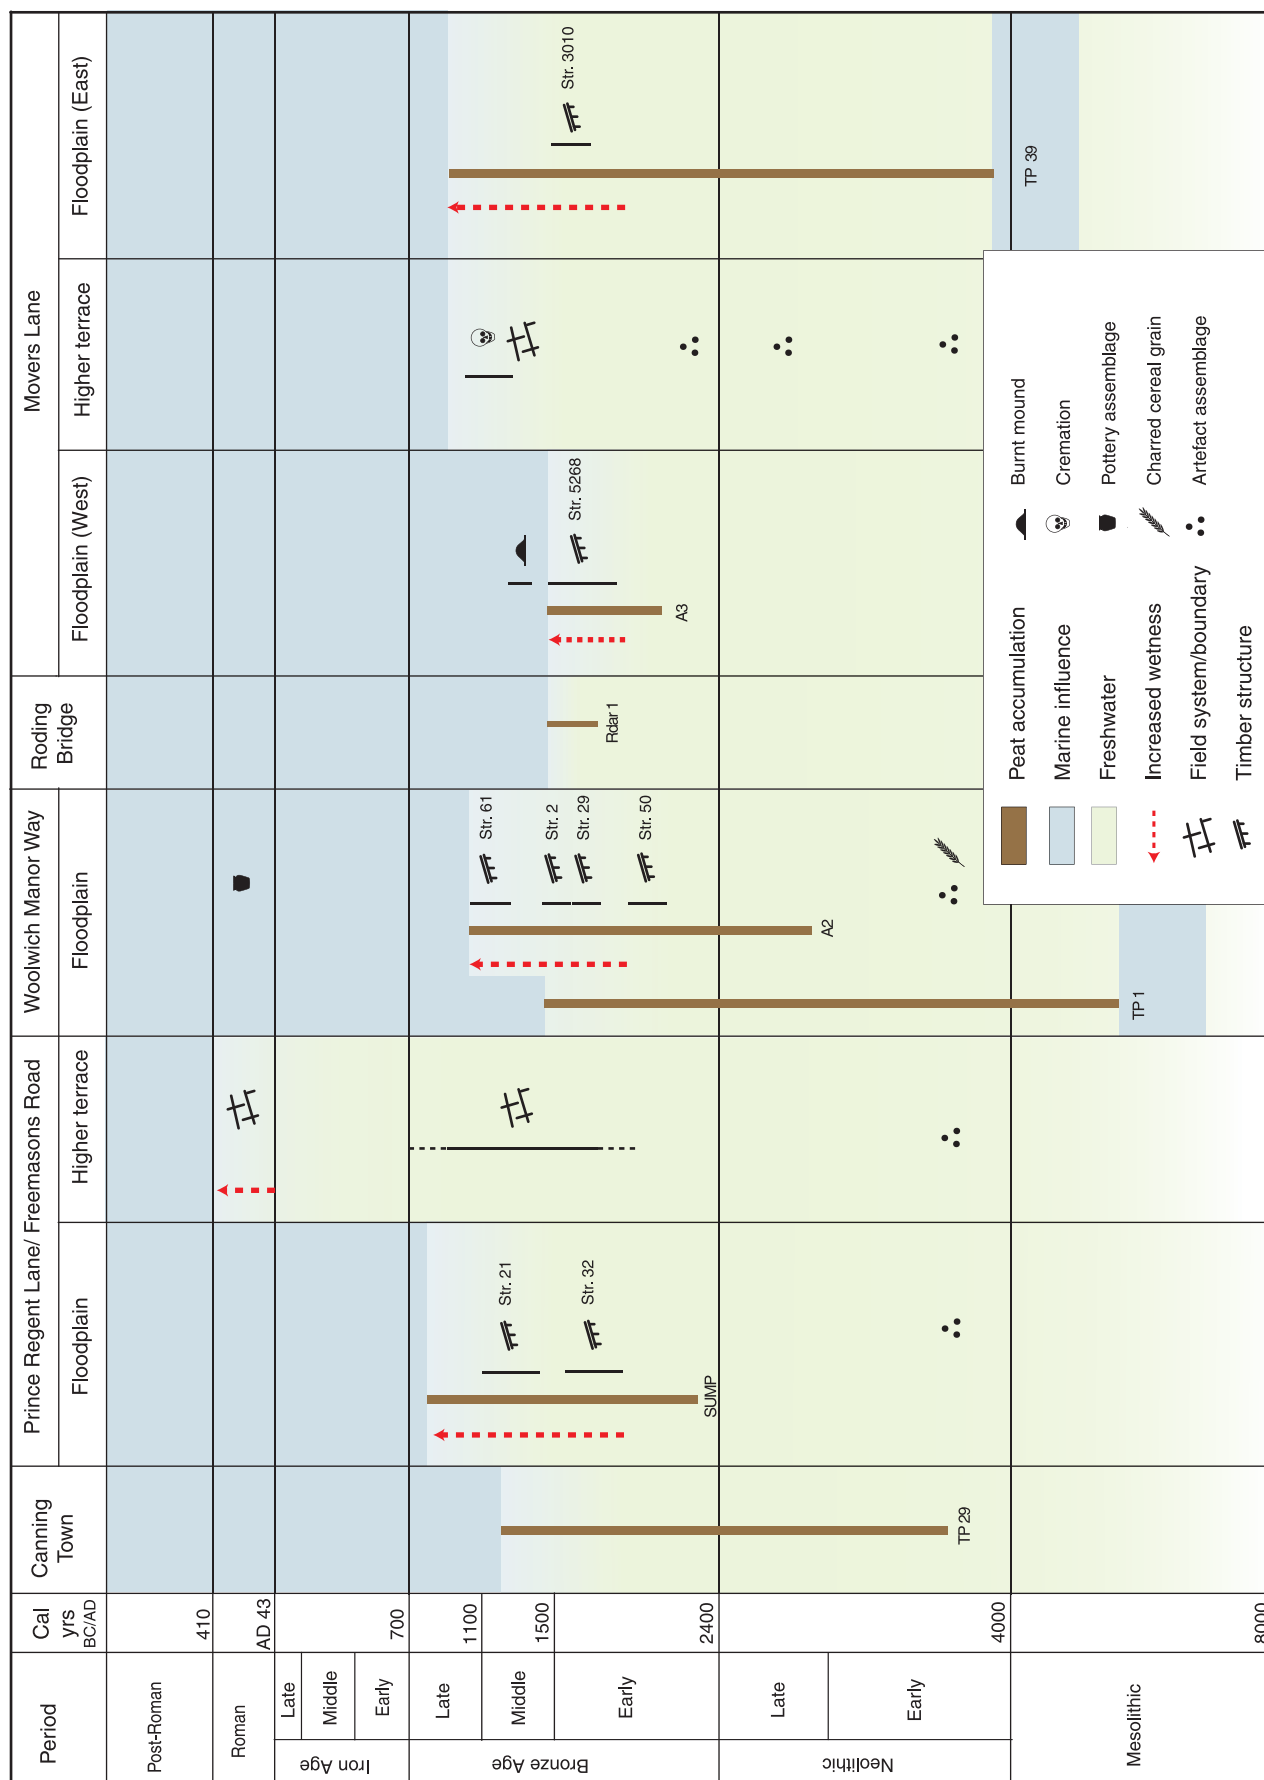 Period
Cal
yrs
BC/AD
Canning
Town
Prince Regent Lane/ Freemasons Road
Floodplain
Higher terrace
Woolwich Manor Way
Floodplain
Roding
Bridge
Movers Lane
Floodplain (West)
Higher terrace
Floodplain (East)
Post-Roman
410
Roman
AD 43
Iron Age
Late
Middle
Early
700
Bronze Age
Late
1100
Middle
1500
Early
2400
Neolithic
Late
Early
4000
Mesolithic
8000
TP 29
SUMP
Str. 21
Str. 32
TP 1
A2
Str. 61
Str. 2
Str. 29
Str. 50
Rdar 1
A3
Str. 5268
TP 39
Str. 3010
Peat accumulation
Marine influence
Freshwater
Increased wetness
Field system/boundary
Timber structure
Burnt mound
Cremation
Pottery assemblage
Charred cereal grain
Artefact assemblage